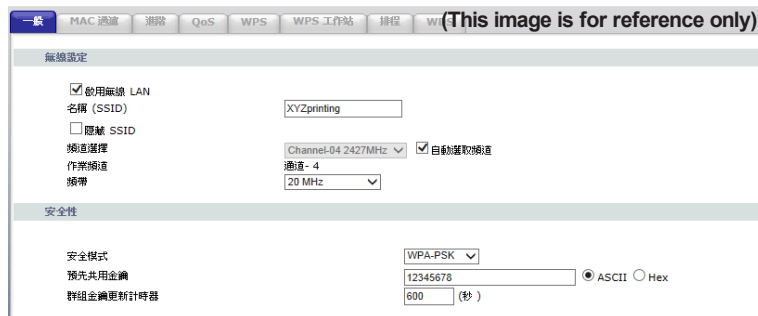 一般 MAC 過濾 進階 QoS WPS WPS 工作站 排程 (This image is for reference only)
無線設定
啟用無線 LAN
名稱 (SSID) XYZprinting
隱藏 SSID
頻道選擇 Channel-04 2427MHz 自動選取頻道
作業頻道 通道- 4
頻帶 20 MHz
安全性
安全模式 WPA-PSK
預先共用金鑰 12345678 ASCII Hex
群組金鑰更新計時器 600 (秒 )